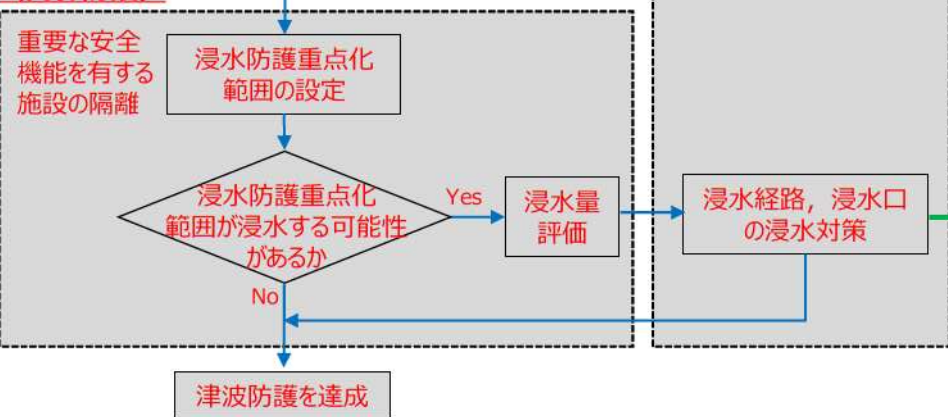 重要な安全
機能を有する
施設の隔離
浸水防護重点化
範囲の設定
浸水防護重点化
範囲が浸水する可能性
があるか
Yes
浸水量
評価
浸水経路，浸水口
の浸水対策
No
津波防護を達成